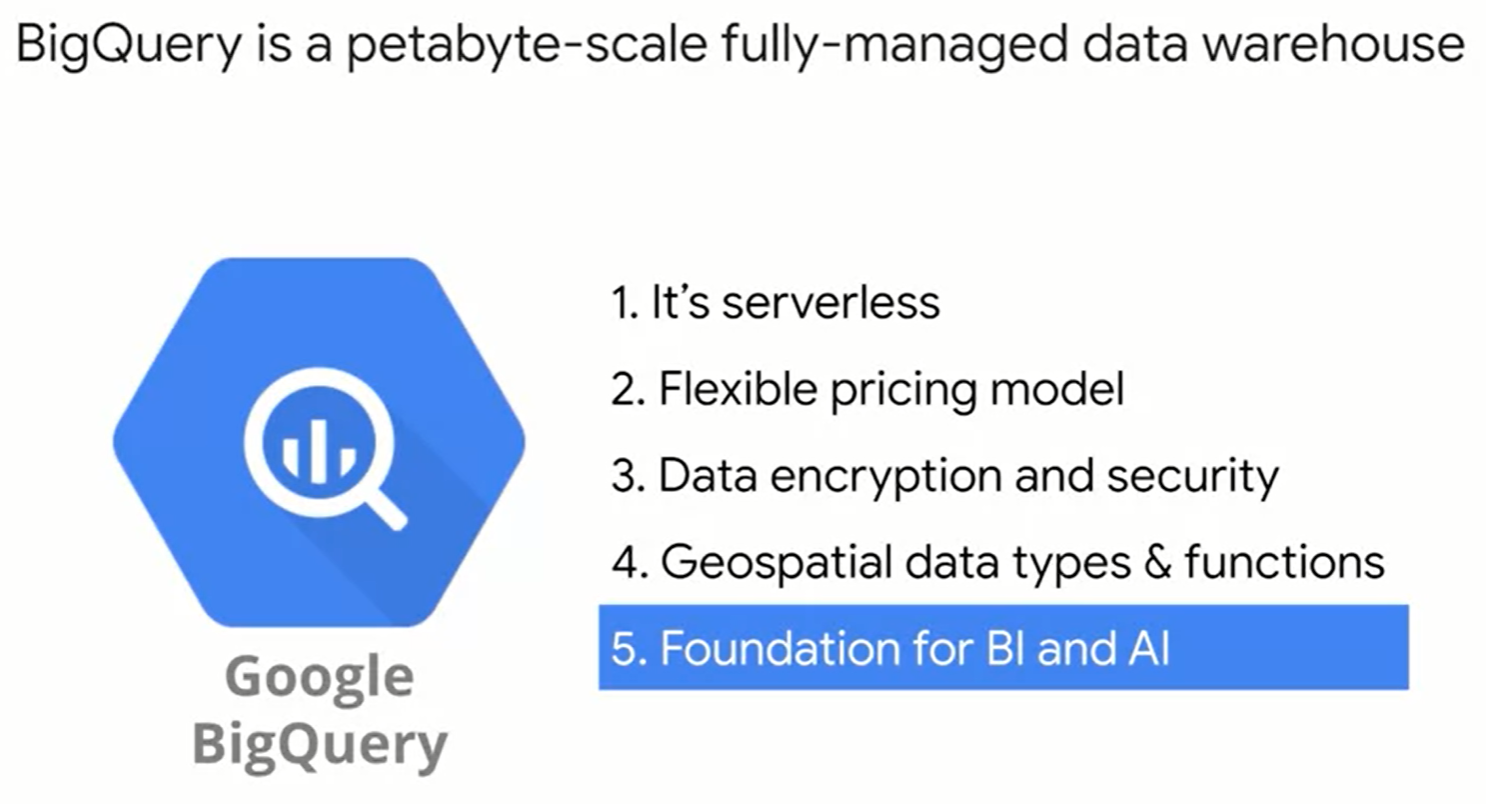 BigQuery is a petabyte-scale fully-managed data warehouse
1. It’s serverless
2. Flexible pricing model
3. Data encryption and security
4. Geospatial data types & functions
5. Foundation for BI and AI
Google
BigQuery